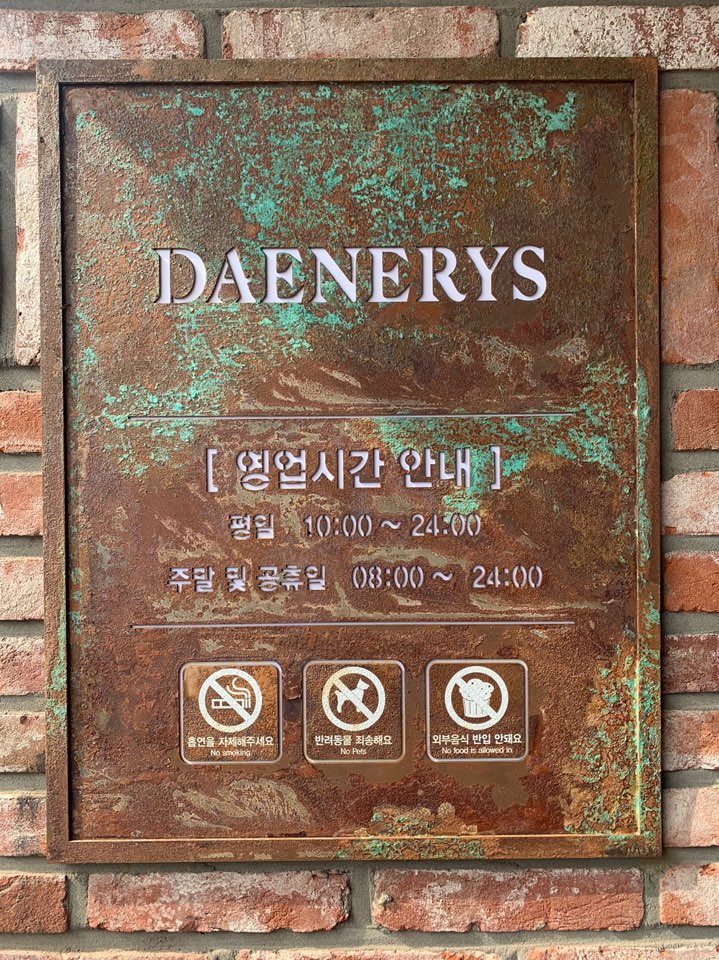 DAENERYS
[ 영업시간 안내 ]
평일 10:00 ~ 24:00
주말 및 공휴일 08:00 ~ 24:00
흡연을 자제해주세요
No smoking
반려동물 죄송해요
No Pets
외부음식 반입 안돼요
No food is allowed in